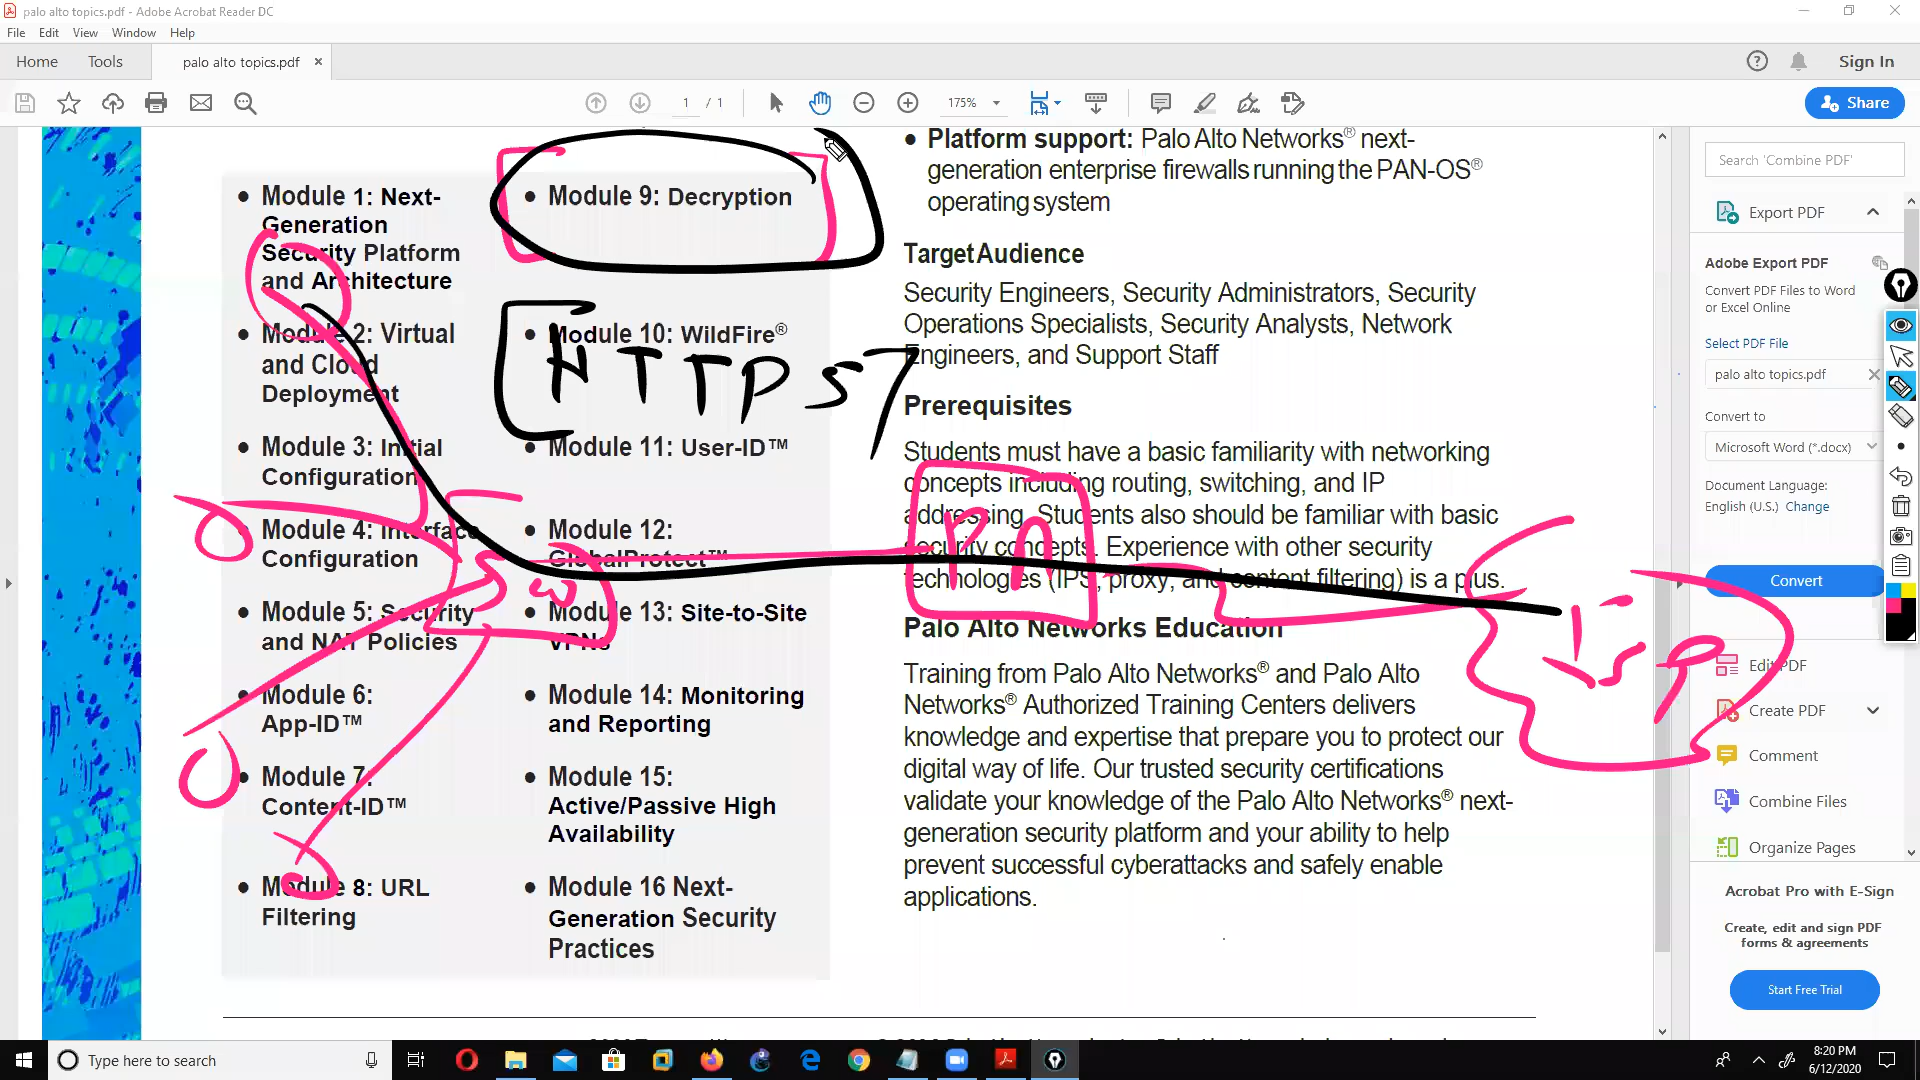 palo alto topics.pdf - Adobe Acrobat Reader DC
File Edit View Window Help
Home Tools palo alto topics.pdf × Sign In
1 / 1 175% Share
• Module 1: Next-
Generation
Security Platform
and Architecture
• Module 2: Virtual
and Cloud
Deployment
• Module 3: Initial
Configuration
• Module 4: Interface
Configuration
• Module 5: Security
and NAT Policies
• Module 6:
App-ID™
• Module 7:
Content-ID™
• Module 8: URL
Filtering
• Module 9: Decryption
• Module 10: WildFire®
HTTPS
• Module 11: User-ID™
• Module 12:
GlobalProtect™
SW
• Module 13: Site-to-Site
VPNs
• Module 14: Monitoring
and Reporting
• Module 15:
Active/Passive High
Availability
• Module 16 Next-
Generation Security
Practices
• Platform support: Palo Alto Networks® next-
generation enterprise firewalls running the PAN-OS®
operating system
Target Audience
Security Engineers, Security Administrators, Security
Operations Specialists, Security Analysts, Network
Engineers, and Support Staff
Prerequisites
Students must have a basic familiarity with networking
concepts including routing, switching, and IP
addressing. Students also should be familiar with basic
security concepts. Experience with other security
technologies (IPS, proxy, and content filtering) is a plus.
PA
isp
Palo Alto Networks Education
Training from Palo Alto Networks® and Palo Alto
Networks® Authorized Training Centers delivers
knowledge and expertise that prepare you to protect our
digital way of life. Our trusted security certifications
validate your knowledge of the Palo Alto Networks® next-
generation security platform and your ability to help
prevent successful cyberattacks and safely enable
applications.
Search 'Combine PDF'
Export PDF
Adobe Export PDF
Convert PDF Files to Word
or Excel Online
Select PDF File
palo alto topics.pdf
Convert to
Microsoft Word (*.docx)
Document Language:
English (U.S.) Change
Convert
Edit PDF
Create PDF
Comment
Combine Files
Organize Pages
Acrobat Pro with E-Sign
Create, edit and sign PDF
forms & agreements
Start Free Trial
Type here to search
8:20 PM
6/12/2020